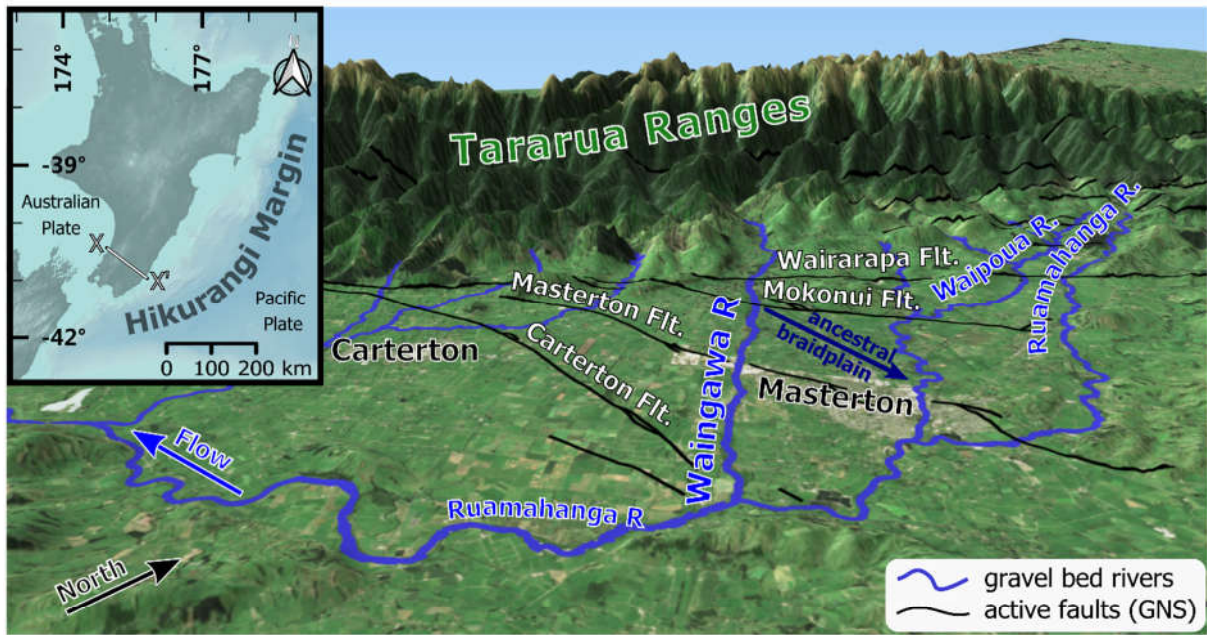 174°
177°
N
-39°
Australian
Plate
X
X'
Hikurangi Margin
Pacific
Plate
-42°
0 100 200 km
Tararua Ranges
Wairarapa Flt.
Waipoua R.
Ruamahanga R.
Mokonui Flt.
Masterton Flt.
Carterton
Carterton Flt.
Waingawa R
ancestral
braidplain
Masterton
Flow
Ruamahanga R
North
gravel bed rivers
active faults (GNS)